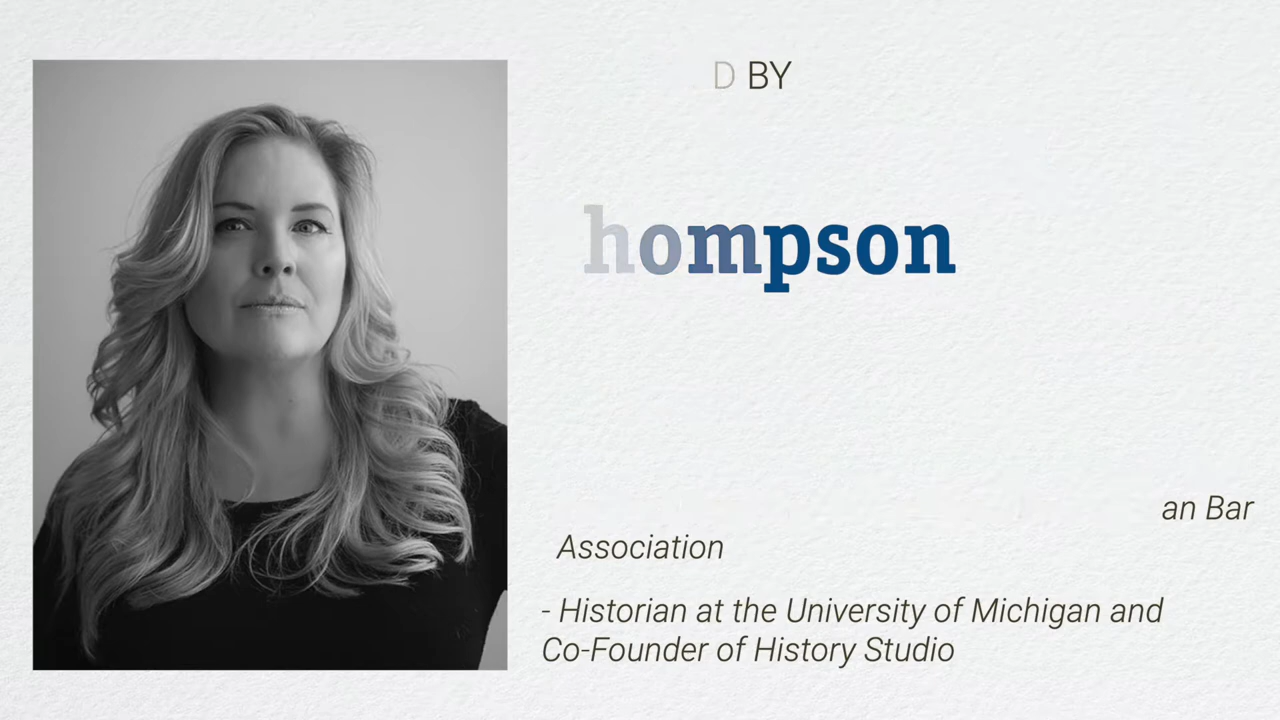 D BY
hompson
an Bar
Association
- Historian at the University of Michigan and
Co-Founder of History Studio